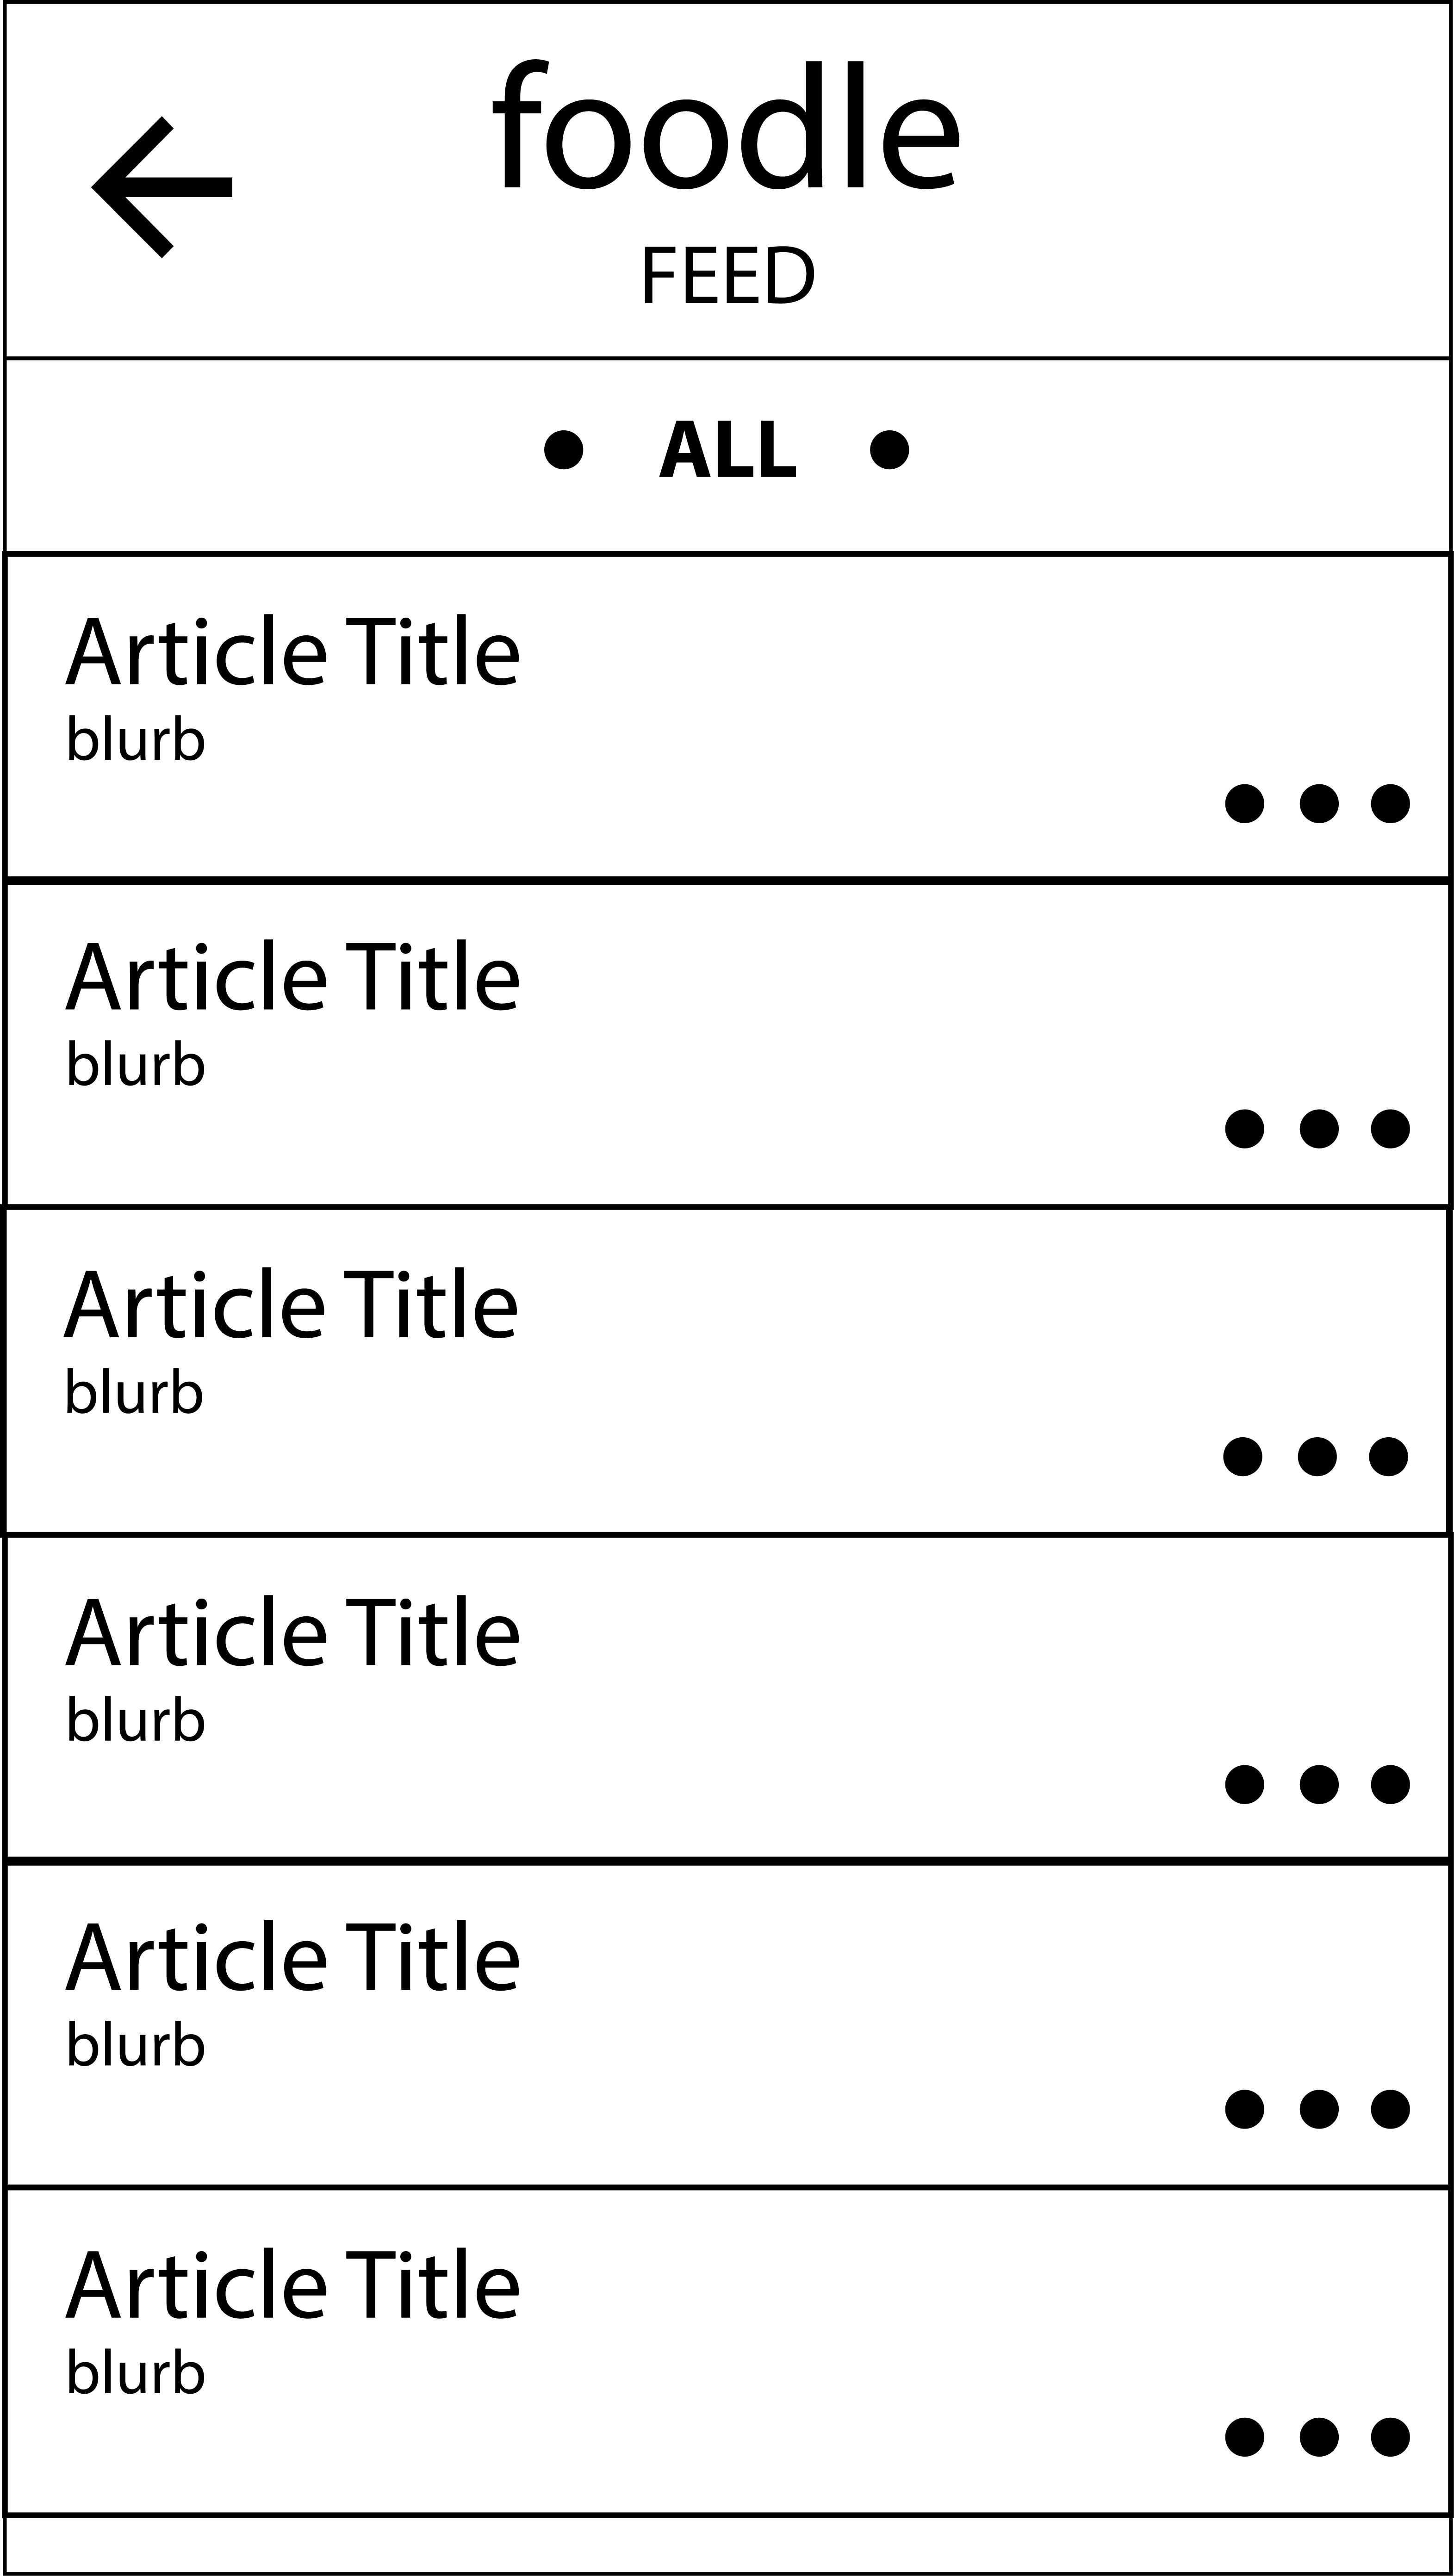 foodle
FEED
ALL
Article Title
blurb
Article Title
blurb
Article Title
blurb
Article Title
blurb
Article Title
blurb
Article Title
blurb